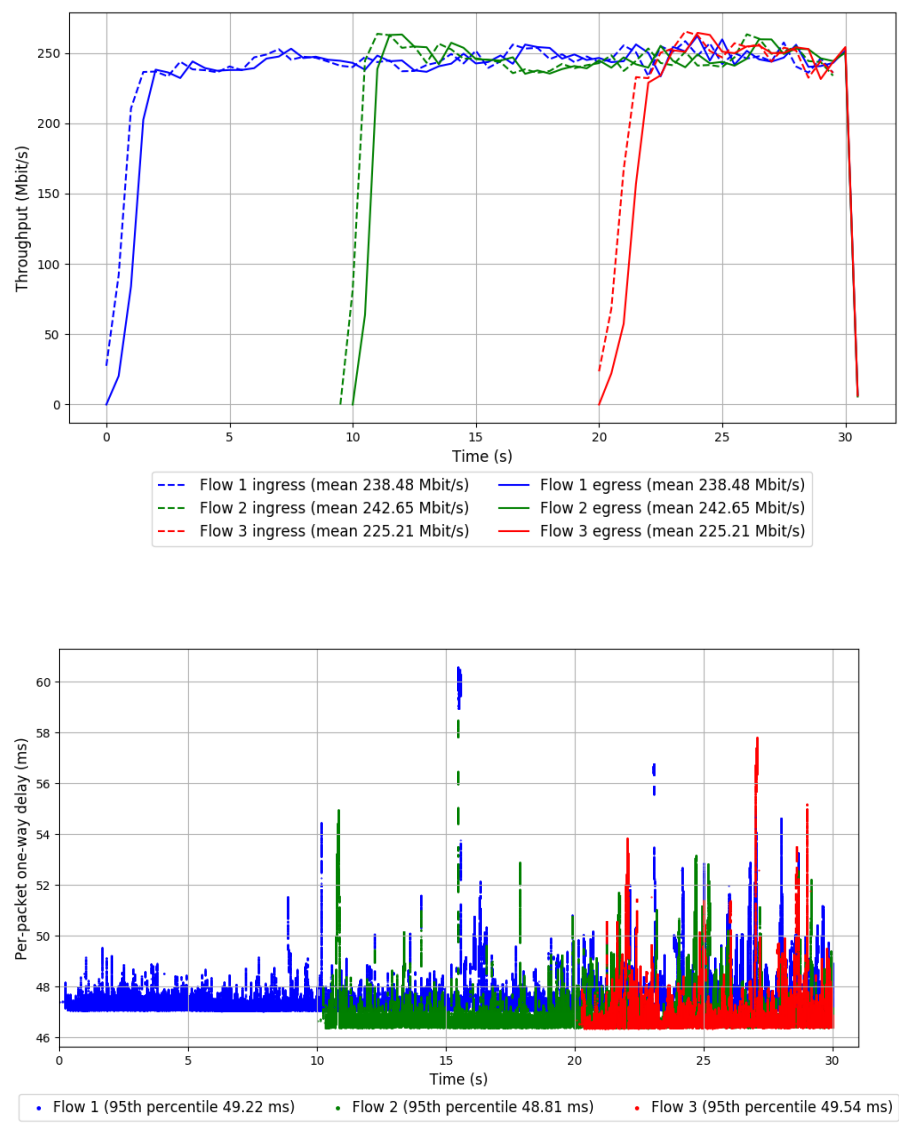 250
200
150
100
50
0
Throughput (Mbit/s)
0 5 10 15 20 25 30
Time (s)
Flow 1 ingress (mean 238.48 Mbit/s) Flow 1 egress (mean 238.48 Mbit/s)
Flow 2 ingress (mean 242.65 Mbit/s) Flow 2 egress (mean 242.65 Mbit/s)
Flow 3 ingress (mean 225.21 Mbit/s) Flow 3 egress (mean 225.21 Mbit/s)
60
58
56
54
52
50
48
46
Per-packet one-way delay (ms)
0 5 10 15 20 25 30
Time (s)
Flow 1 (95th percentile 49.22 ms) Flow 2 (95th percentile 48.81 ms) Flow 3 (95th percentile 49.54 ms)